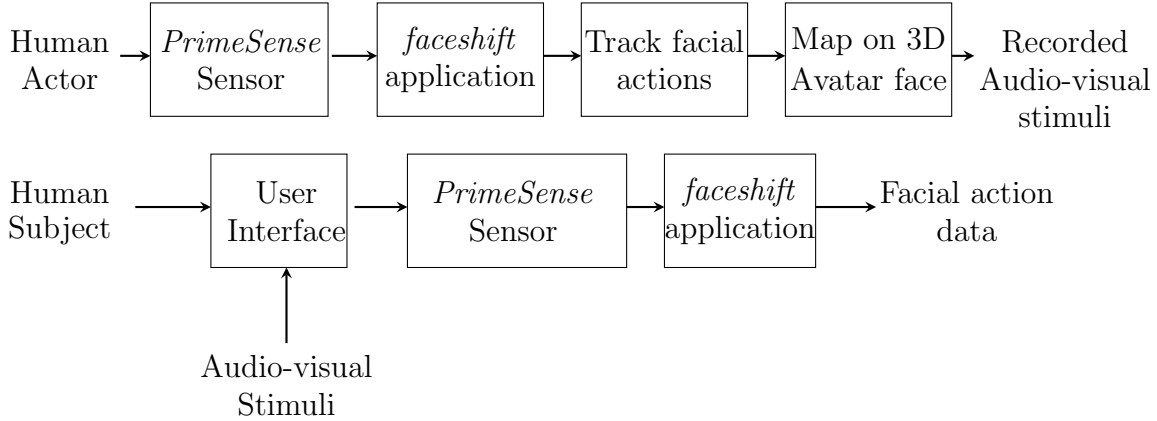 Human
Actor
PrimeSense
Sensor
faceshift
application
Track facial
actions
Map on 3D
Avatar face
Recorded
Audio-visual
stimuli
Human
Subject
User
Interface
PrimeSense
Sensor
faceshift
application
Facial action
data
Audio-visual
Stimuli